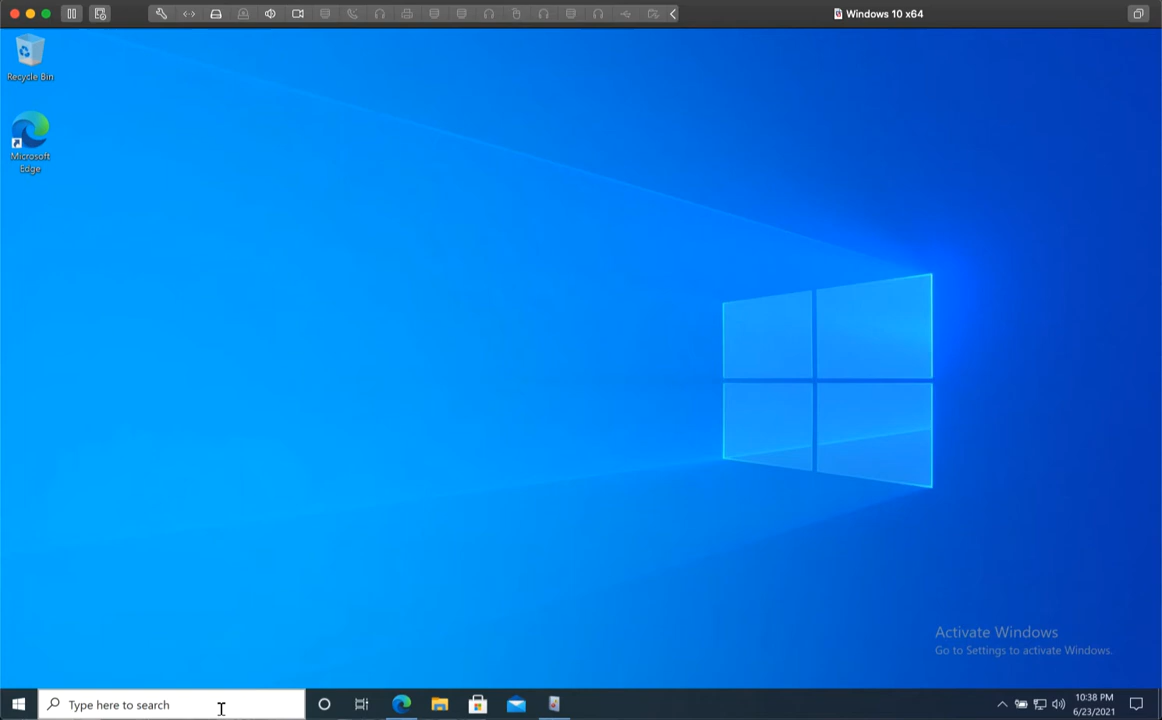 Windows 10 x64
Recycle Bin
Microsoft
Edge
Activate Windows
Go to Settings to activate Windows.
Type here to search
10:38 PM
6/23/2021